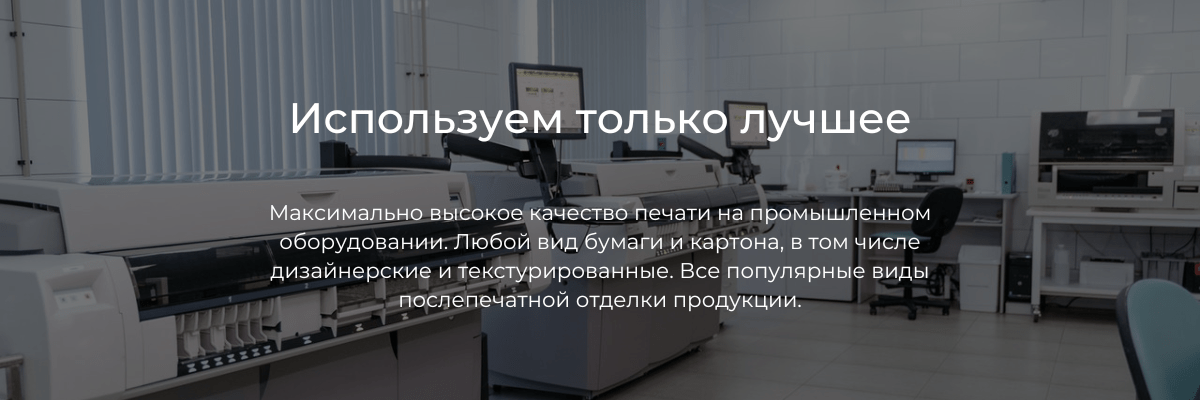 Используем только лучшее
Максимально высокое качество печати на промышленном
оборудовании. Любой вид бумаги и картона, в том числе
дизайнерские и текстурированные. Все популярные виды
послепечатной отделки продукции.